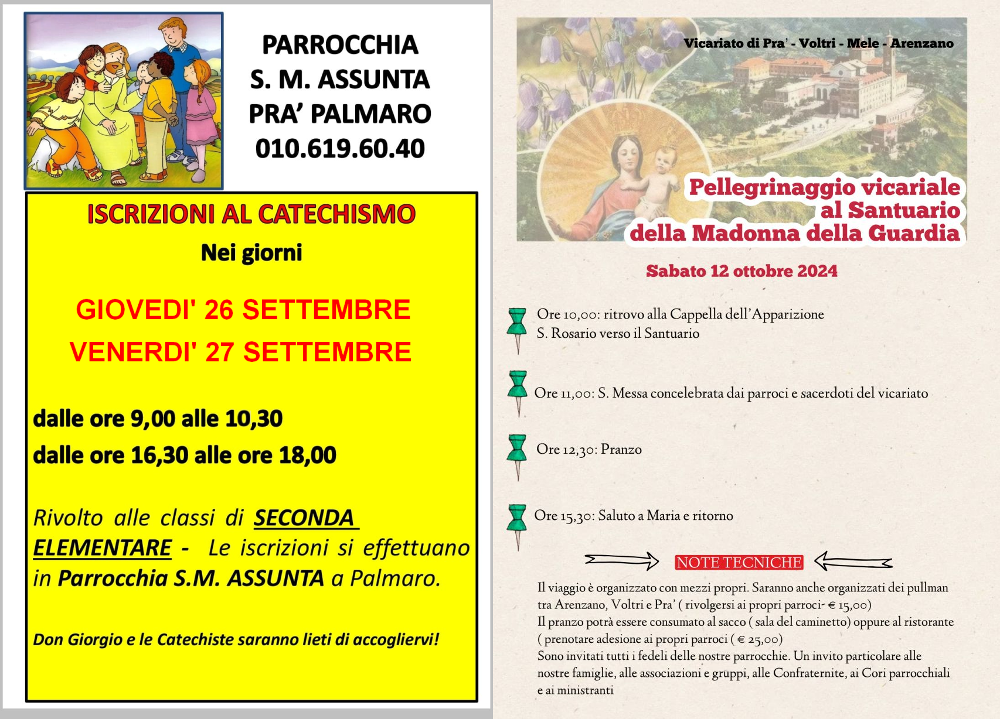 PARROCCHIA
S. M. ASSUNTA
PRA’ PALMARO
010.619.60.40
ISCRIZIONI AL CATECHISMO
Nei giorni
GIOVEDI' 26 SETTEMBRE
VENERDI' 27 SETTEMBRE
dalle ore 9,00 alle 10,30
dalle ore 16,30 alle ore 18,00
Rivolto alle classi di SECONDA
ELEMENTARE - Le iscrizioni si effettuano
in Parrocchia S.M. ASSUNTA a Palmaro.
Don Giorgio e le Catechiste saranno lieti di accogliervi!
Vicariato di Pra’ - Voltri - Mele - Arenzano
Pellegrinaggio vicariale
al Santuario
della Madonna della Guardia
Sabato 12 ottobre 2024
Ore 10,00: ritrovo alla Cappella dell’Apparizione
S. Rosario verso il Santuario
Ore 11,00: S. Messa concelebrata dai parroci e sacerdoti del vicariato
Ore 12,30: Pranzo
Ore 15,30: Saluto a Maria e ritorno
NOTE TECNICHE
Il viaggio è organizzato con mezzi propri. Saranno anche organizzati dei pullman
tra Arenzano, Voltri e Pra’ ( rivolgersi ai propri parroci- € 15,00)
Il pranzo potrà essere consumato al sacco ( sala del caminetto) oppure al ristorante
( prenotare adesione ai propri parroci ( € 25,00)
Sono invitati tutti i fedeli delle nostre parrocchie. Un invito particolare alle
nostre famiglie, alle associazioni e gruppi, alle Confraternite, ai Cori parrocchiali
e ai ministranti